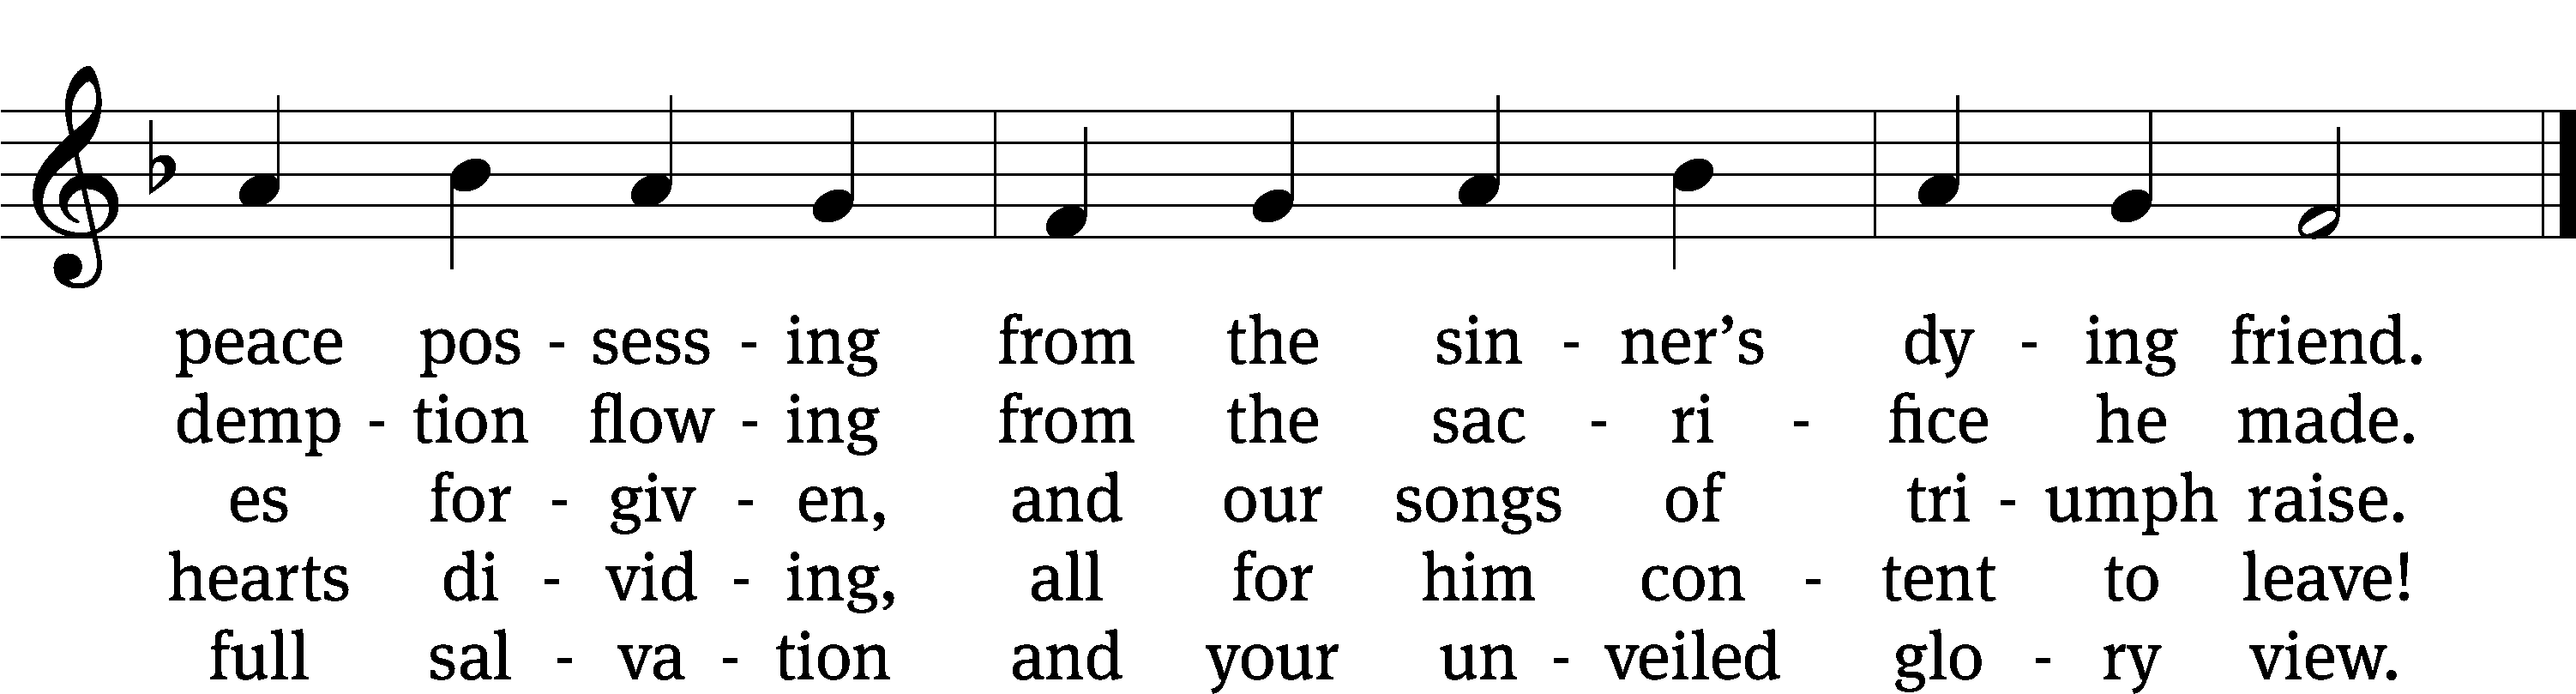 peace pos - sess - ing from the sin - ner’s dy - ing friend.
demp - tion flow - ing from the sac - ri - fice he made.
es for - giv - en, and our songs of tri - umph raise.
hearts di - vid - ing, all for him con - tent to leave!
full sal - va - tion and your un - veiled glo - ry view.